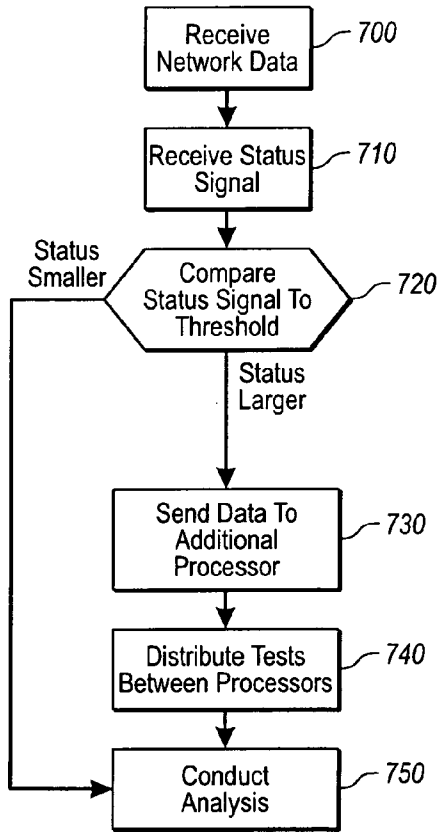 Receive
Network Data
700
Receive Status
Signal
710
Status
Smaller
Compare
Status Signal To
Threshold
720
Status
Larger
Send Data To
Additional
Processor
730
Distribute Tests
Between Processors
740
Conduct
Analysis
750